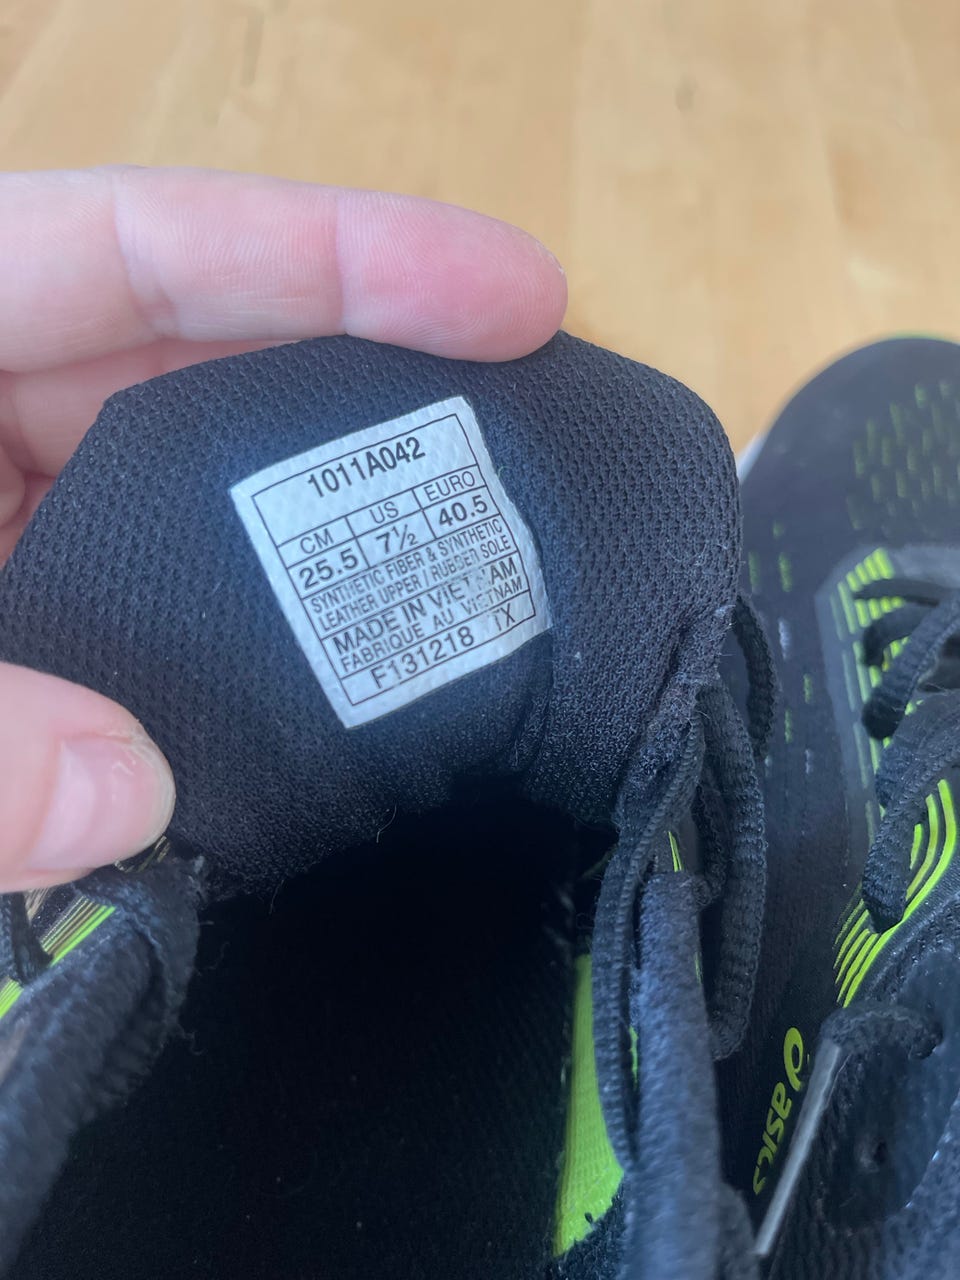 1011A042
CM US EURO
25.5 7½ 40.5
SYNTHETIC FIBER & SYNTHETIC
LEATHER UPPER / RUBBER SOLE
MADE IN VIETNAM
FABRIQUE AU VIETNAM
F131218 TX
asics